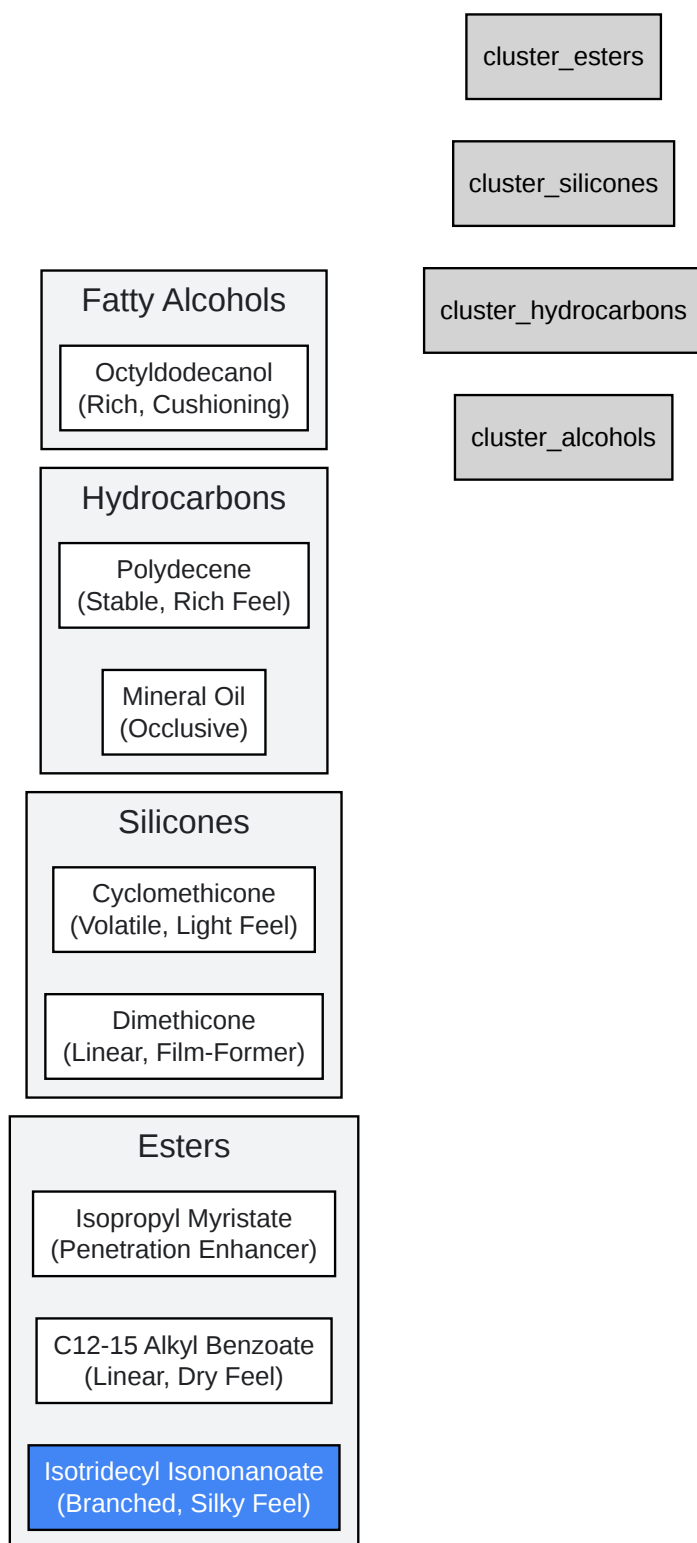 cluster_esters
cluster_silicones
cluster_hydrocarbons
cluster_alcohols
Fatty Alcohols
Octyldodecanol
(Rich, Cushioning)
Hydrocarbons
Polydecene
(Stable, Rich Feel)
Mineral Oil
(Occlusive)
Silicones
Cyclomethicone
(Volatile, Light Feel)
Dimethicone
(Linear, Film-Former)
Esters
Isopropyl Myristate
(Penetration Enhancer)
C12-15 Alkyl Benzoate
(Linear, Dry Feel)
Isotridecyl Isononanoate
(Branched, Silky Feel)